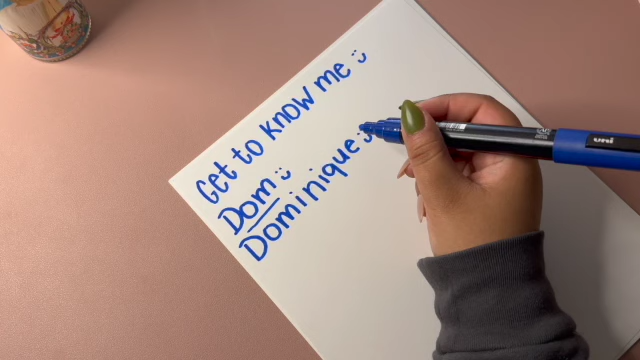 Get to know me :)
Dom :)
Dominique :)
uni